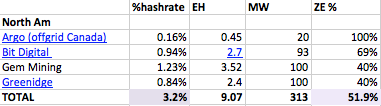 %hashrate EH MW ZE %
North Am
Argo (offgrid Canada) 0.16% 0.45 20 100%
Bit Digital 0.94% 2.7 93 69%
Gem Mining 1.23% 3.52 100 40%
Greenidge 0.84% 2.4 100 40%
TOTAL 3.2% 9.07 313 51.9%